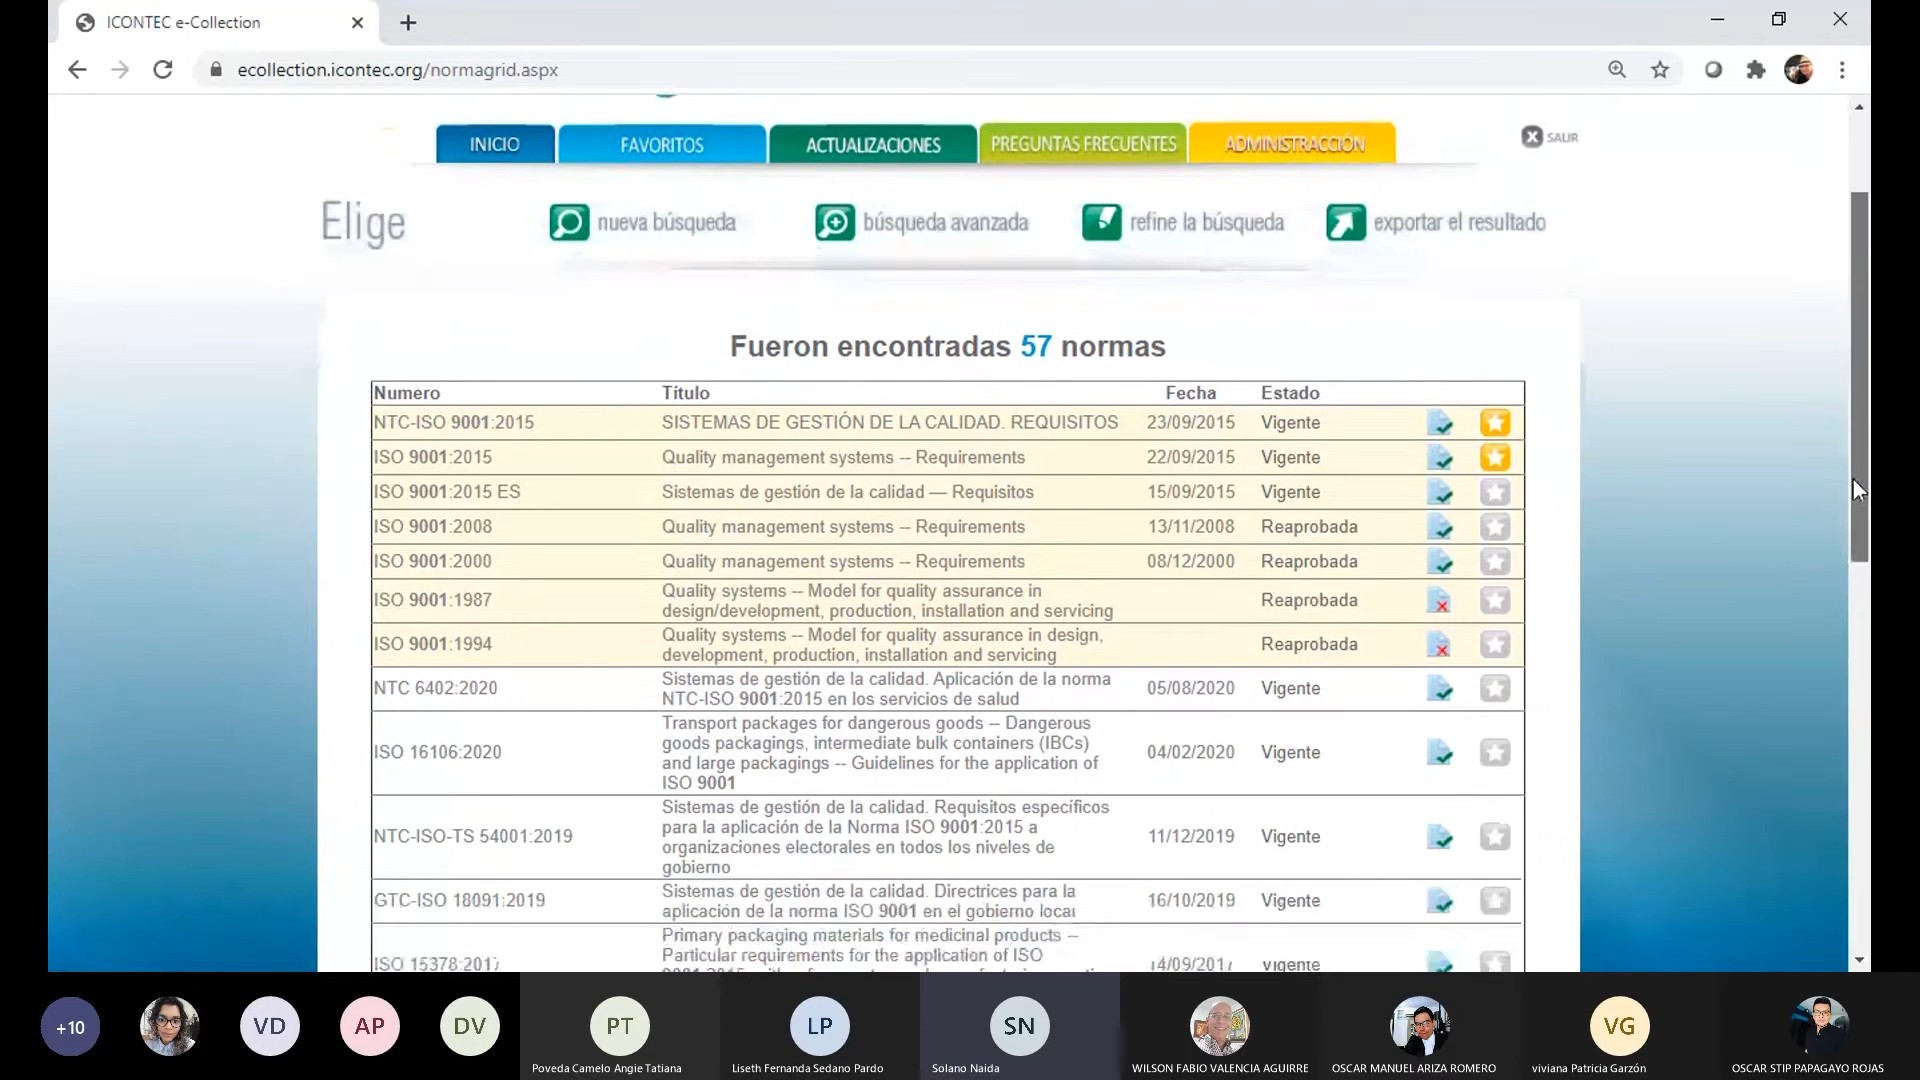 ICONTEC e-Collection
ecollection.icontec.org/normagrid.aspx
INICIO
FAVORITOS
ACTUALIZACIONES
PREGUNTAS FRECUENTES
ADMINISTRACCIÓN
X SALIR
Elige
nueva búsqueda
búsqueda avanzada
refine la búsqueda
exportar el resultado
Fueron encontradas 57 normas
Numero Título Fecha Estado
NTC-ISO 9001:2015 SISTEMAS DE GESTIÓN DE LA CALIDAD. REQUISITOS 23/09/2015 Vigente
ISO 9001:2015 Quality management systems -- Requirements 22/09/2015 Vigente
ISO 9001:2015 ES Sistemas de gestión de la calidad — Requisitos 15/09/2015 Vigente
ISO 9001:2008 Quality management systems -- Requirements 13/11/2008 Reaprobada
ISO 9001:2000 Quality management systems -- Requirements 08/12/2000 Reaprobada
ISO 9001:1987 Quality systems -- Model for quality assurance in Reaprobada
design/development, production, installation and servicing
ISO 9001:1994 Quality systems -- Model for quality assurance in design, Reaprobada
development, production, installation and servicing
NTC 6402:2020 Sistemas de gestión de la calidad. Aplicación de la norma 05/08/2020 Vigente
NTC-ISO 9001:2015 en los servicios de salud
ISO 16106:2020 Transport packages for dangerous goods -- Dangerous 04/02/2020 Vigente
goods packagings, intermediate bulk containers (IBCs)
and large packagings -- Guidelines for the application of
ISO 9001
NTC-ISO-TS 54001:2019 Sistemas de gestión de la calidad. Requisitos específicos 11/12/2019 Vigente
para la aplicación de la Norma ISO 9001:2015 a
organizaciones electorales en todos los niveles de
gobierno
GTC-ISO 18091:2019 Sistemas de gestión de la calidad. Directrices para la 16/10/2019 Vigente
aplicación de la norma ISO 9001 en el gobierno local
ISO 15378:2017 Primary packaging materials for medicinal products -- 14/09/2017 Vigente
Particular requirements for the application of ISO
+10
VD
AP
DV
PT
LP
SN
VG
Poveda Camelo Angie Tatiana
Liseth Fernanda Sedano Pardo
Solano Naida
WILSON FABIO VALENCIA AGUIRRE
OSCAR MANUEL ARIZA ROMERO
viviana Patricia Garzón
OSCAR STIP PAPAGAYO ROJAS